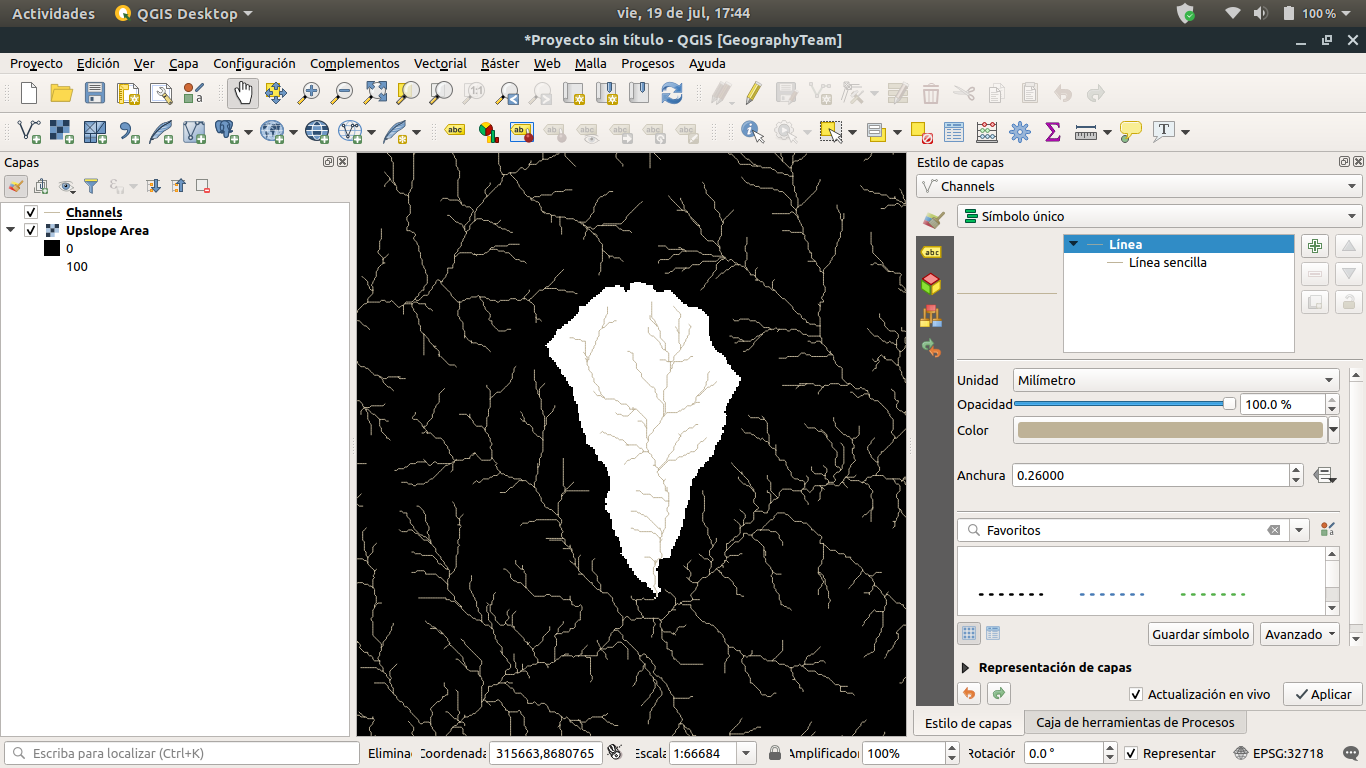 Actividades QGIS Desktop vie, 19 de jul, 17:44 100 %
*Proyecto sin título - QGIS [GeographyTeam]
Proyecto Edición Ver Capa Configuración Complementos Vectorial Ráster Web Malla Procesos Ayuda
Capas
Channels
Upslope Area
0
100
Estilo de capas
Channels
Símbolo único
Línea
Línea sencilla
Unidad Milímetro
Opacidad 100.0 %
Color
Anchura 0.26000
Favoritos
Guardar símbolo Avanzado
Representación de capas
Actualización en vivo Aplicar
Estilo de capas Caja de herramientas de Procesos
Escriba para localizar (Ctrl+K) Elimina Coordenada 315663,8680765 Escala 1:66684 Amplificador 100% Rotación 0.0 ° Representar EPSG:32718